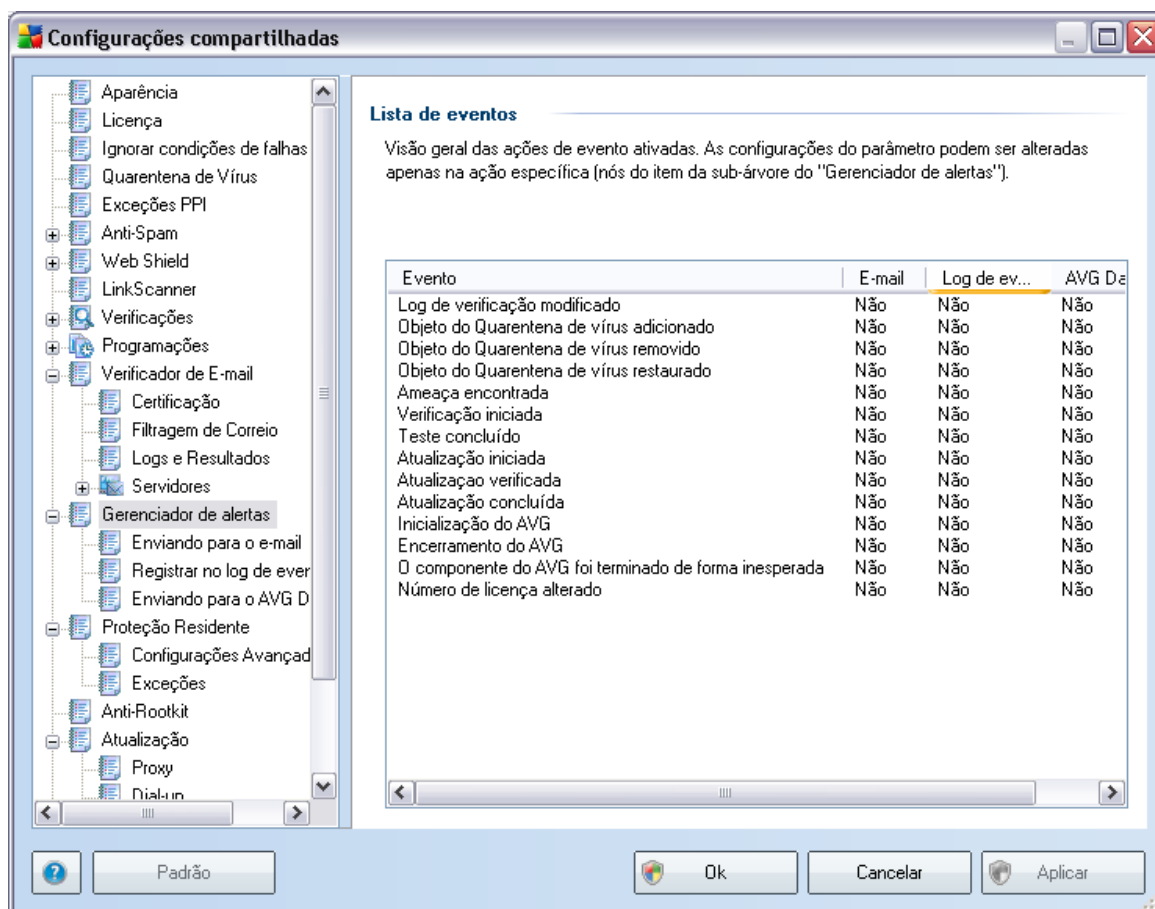 Configurações compartilhadas
Aparência
Licença
Ignorar condições de falhas
Quarentena de Vírus
Exceções PPI
Anti-Spam
Web Shield
LinkScanner
Verificações
Programações
Verificador de E-mail
Certificação
Filtragem de Correio
Logs e Resultados
Servidores
Gerenciador de alertas
Enviando para o e-mail
Registrar no log de ever
Enviando para o AVG D
Proteção Residente
Configurações Avançad
Exceções
Anti-Rootkit
Atualização
Proxy
Dial-up
Lista de eventos
Visão geral das ações de evento ativadas. As configurações do parâmetro podem ser alteradas
apenas na ação específica (nós do item da sub-árvore do "Gerenciador de alertas").
Evento E-mail Log de ev... AVG Da
Log de verificação modificado Não Não Não
Objeto do Quarentena de vírus adicionado Não Não Não
Objeto do Quarentena de vírus removido Não Não Não
Objeto do Quarentena de vírus restaurado Não Não Não
Ameaça encontrada Não Não Não
Verificação iniciada Não Não Não
Teste concluído Não Não Não
Atualização iniciada Não Não Não
Atualizaçao verificada Não Não Não
Atualização concluída Não Não Não
Inicialização do AVG Não Não Não
Encerramento do AVG Não Não Não
O componente do AVG foi terminado de forma inesperada Não Não Não
Número de licença alterado Não Não Não
Padrão
Ok
Cancelar
Aplicar